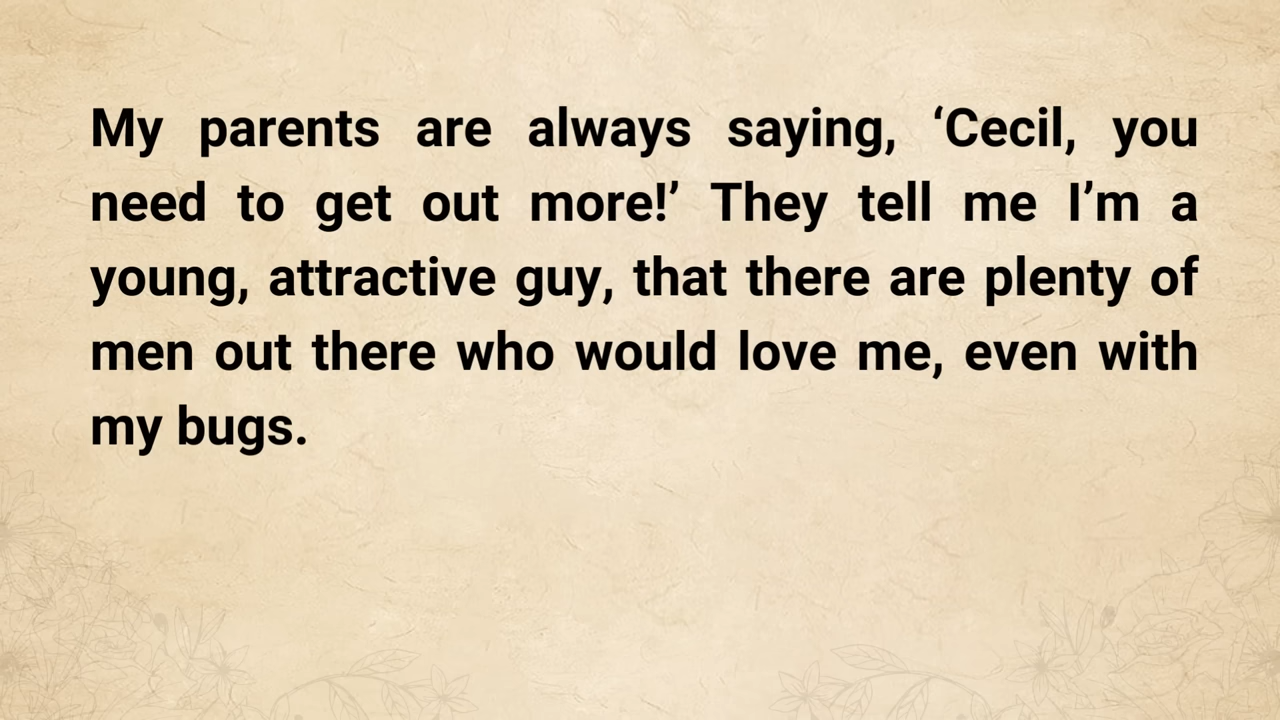 My parents are always saying, ‘Cecil, you
need to get out more!’ They tell me I’m a
young, attractive guy, that there are plenty of
men out there who would love me, even with
my bugs.